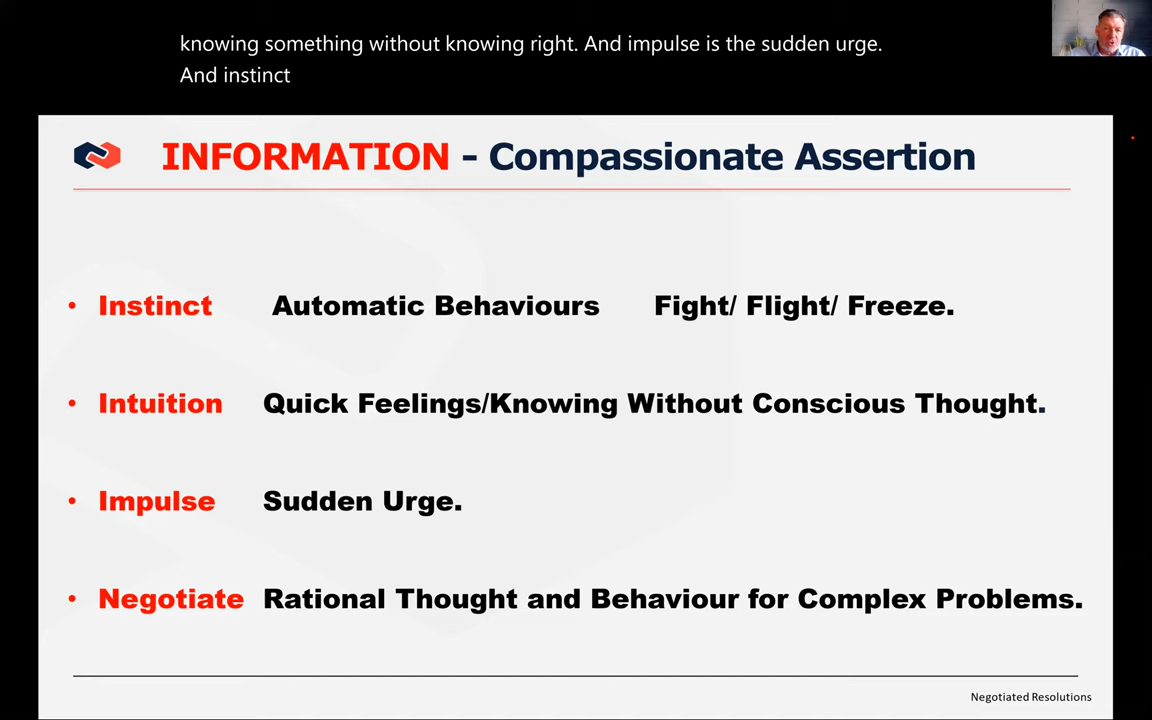 knowing something without knowing right. And impulse is the sudden urge.
And instinct
INFORMATION - Compassionate Assertion
• Instinct Automatic Behaviours Fight/ Flight/ Freeze.
• Intuition Quick Feelings/Knowing Without Conscious Thought.
• Impulse Sudden Urge.
• Negotiate Rational Thought and Behaviour for Complex Problems.
Negotiated Resolutions